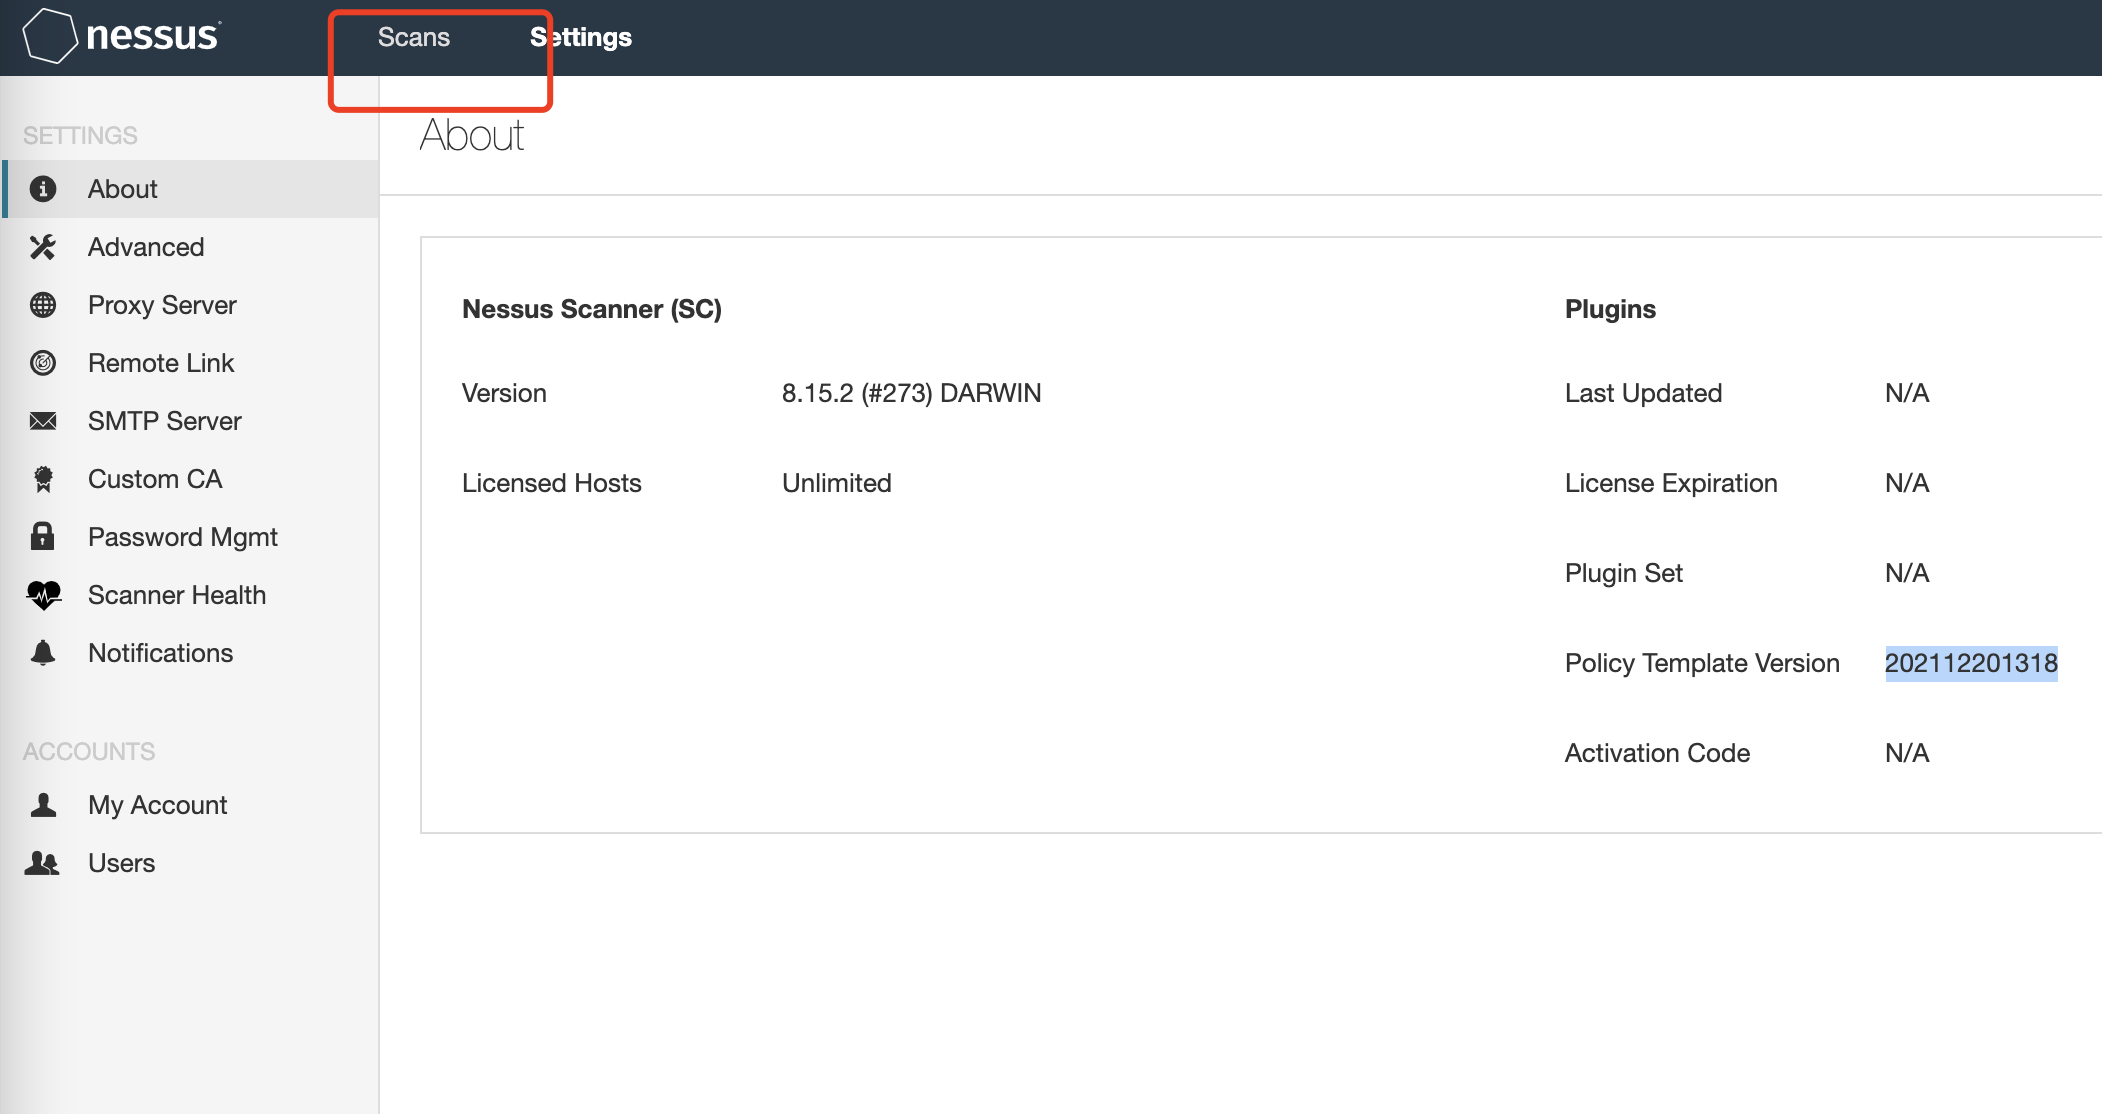 nessus
Scans Settings
SETTINGS
About
Advanced
Proxy Server
Remote Link
SMTP Server
Custom CA
Password Mgmt
Scanner Health
Notifications
ACCOUNTS
My Account
Users
About
Nessus Scanner (SC)
Version 8.15.2 (#273) DARWIN
Licensed Hosts Unlimited
Plugins
Last Updated N/A
License Expiration N/A
Plugin Set N/A
Policy Template Version 202112201318
Activation Code N/A